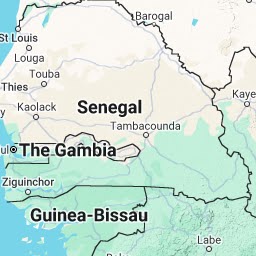 Barogal
St Louis
Louga
Touba
Thies
Kaye
Kaolack
Senegal
Tambacounda
ul
The Gambia
Ziguinchor
Guinea-Bissau
Labe